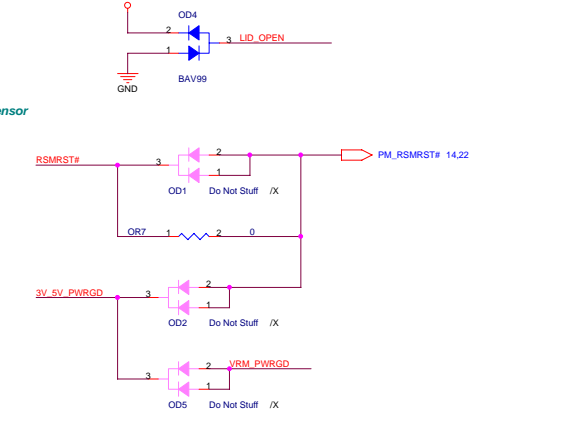 OD4
2
3 LID_OPEN
1
GND
BAV99
ensor
RSMRST#
3
2
1
PM_RSMRST# 14,22
OD1 Do Not Stuff /X
OR7 1 2 0
3V_5V_PWRGD
3
2
1
OD2 Do Not Stuff /X
2 VRM_PWRGD
3
1
OD5 Do Not Stuff /X